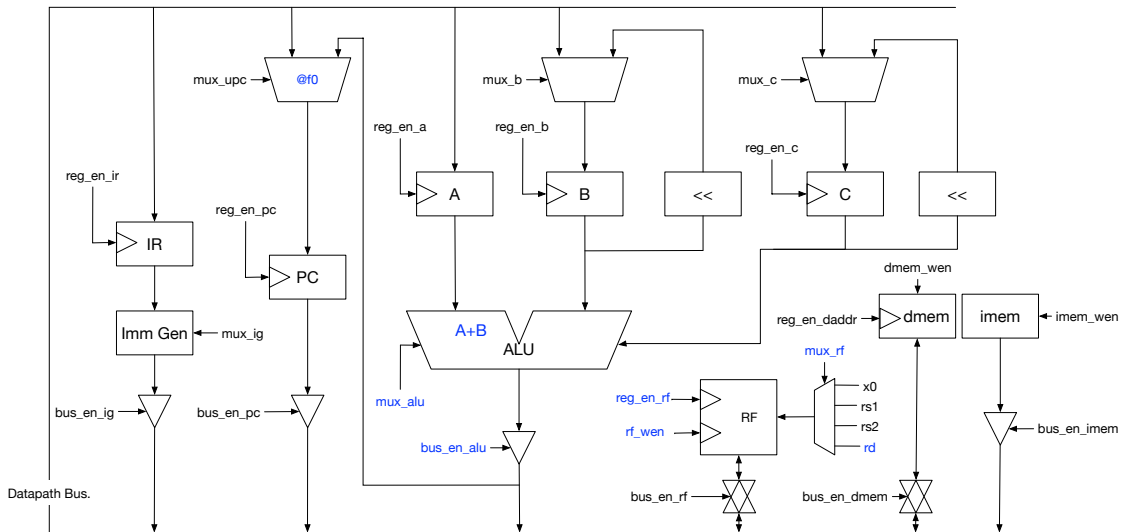 mux_upc
@f0
mux_b
mux_c
reg_en_a
reg_en_b
reg_en_c
reg_en_ir
A
B
<<
C
<<
reg_en_pc
IR
PC
dmem_wen
Imm Gen
mux_ig
A+B
ALU
reg_en_daddr
dmem
imem
imem_wen
mux_rf
mux_alu
x0
reg_en_rf
rs1
bus_en_ig
bus_en_pc
RF
rs2
rf_wen
bus_en_imem
bus_en_alu
rd
Datapath Bus.
bus_en_rf
bus_en_dmem